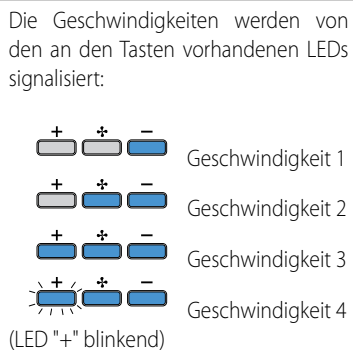 Die Geschwindigkeiten werden von
den an den Tasten vorhandenen LEDs
signalisiert:
+ ✣ −
Geschwindigkeit 1
+ ✣ −
Geschwindigkeit 2
+ ✣ −
Geschwindigkeit 3
+ ✣ −
Geschwindigkeit 4
(LED "+" blinkend)